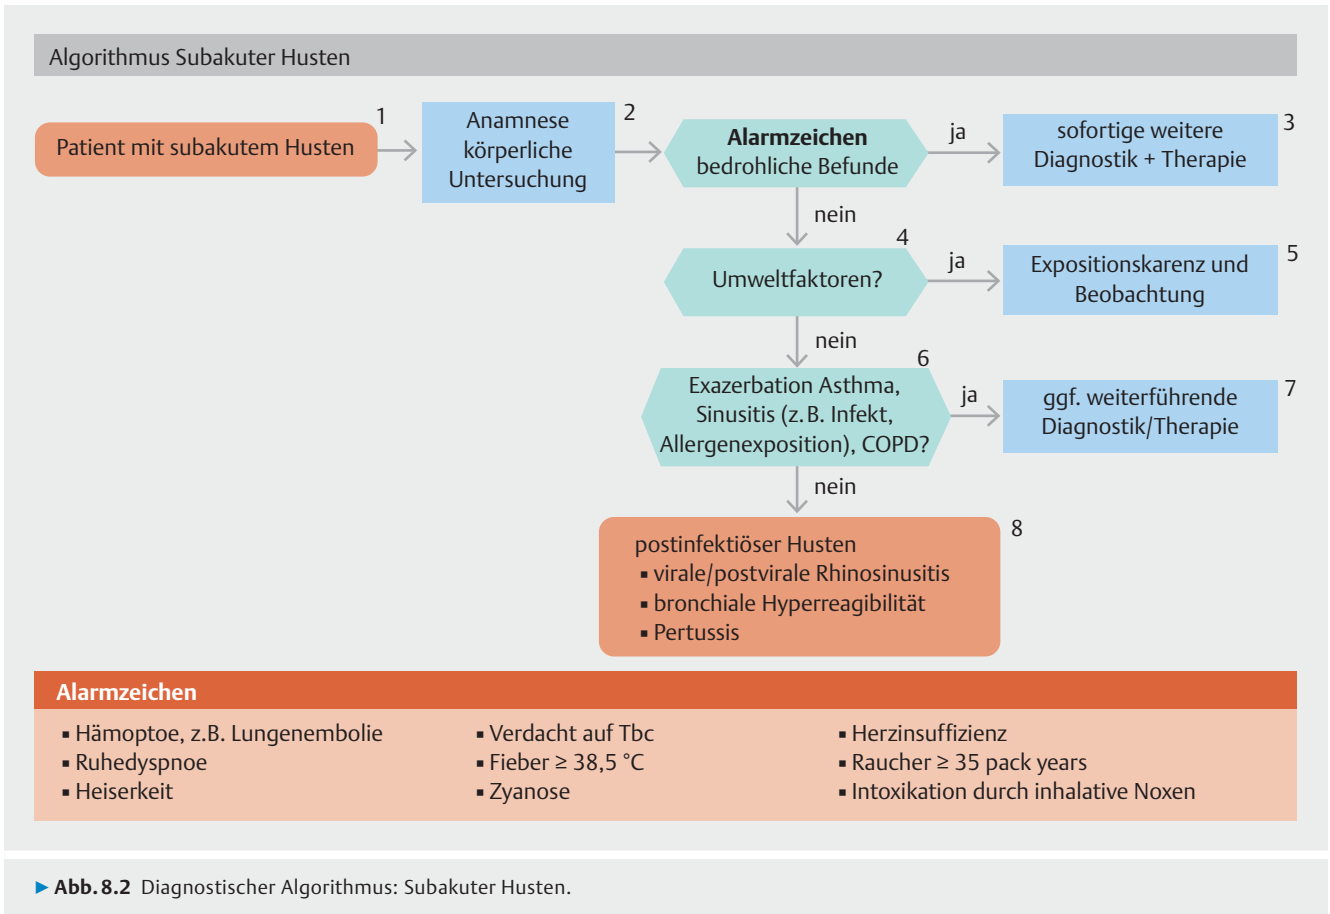 Algorithmus Subakuter Husten
1
Patient mit subakutem Husten
2
Anamnese
körperliche
Untersuchung
Alarmzeichen
bedrohliche Befunde
ja
3
sofortige weitere
Diagnostik + Therapie
nein
4
Umweltfaktoren?
ja
5
Expositionskarenz und
Beobachtung
nein
6
Exazerbation Asthma,
Sinusitis (z. B. Infekt,
Allergenexposition), COPD?
ja
7
ggf. weiterführende
Diagnostik/Therapie
nein
8
postinfektiöser Husten
▪ virale/postvirale Rhinosinusitis
▪ bronchiale Hyperreagibilität
▪ Pertussis
Alarmzeichen
▪ Hämoptoe, z.B. Lungenembolie
▪ Ruhedyspnoe
▪ Heiserkeit
▪ Verdacht auf Tbc
▪ Fieber ≥ 38,5 °C
▪ Zyanose
▪ Herzinsuffizienz
▪ Raucher ≥ 35 pack years
▪ Intoxikation durch inhalative Noxen
▶ Abb. 8.2 Diagnostischer Algorithmus: Subakuter Husten.